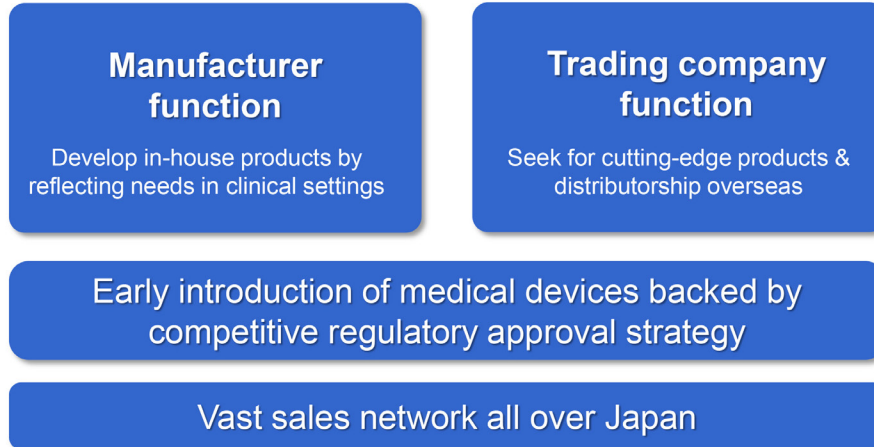 Manufacturer
function
Develop in-house products by
reflecting needs in clinical settings
Trading company
function
Seek for cutting-edge products &
distributorship overseas
Early introduction of medical devices backed by
competitive regulatory approval strategy
Vast sales network all over Japan